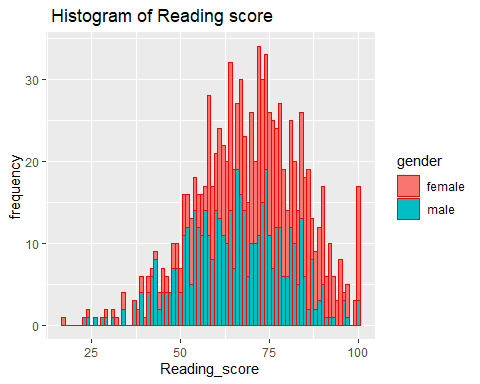 Histogram of Reading score
frequency
30
20
10
0
25 50 75 100
Reading_score
gender
female
male